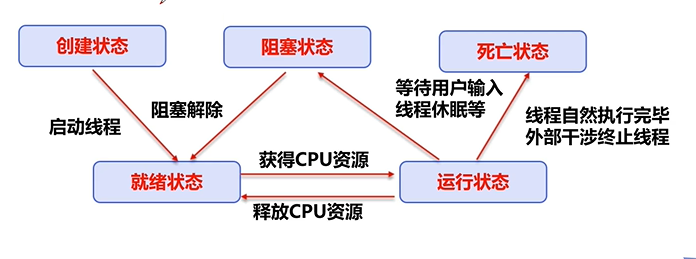 创建状态
阻塞状态
死亡状态
等待用户输入
线程休眠等
阻塞解除
启动线程
线程自然执行完毕
外部干涉终止线程
获得CPU资源
就绪状态
运行状态
释放CPU资源